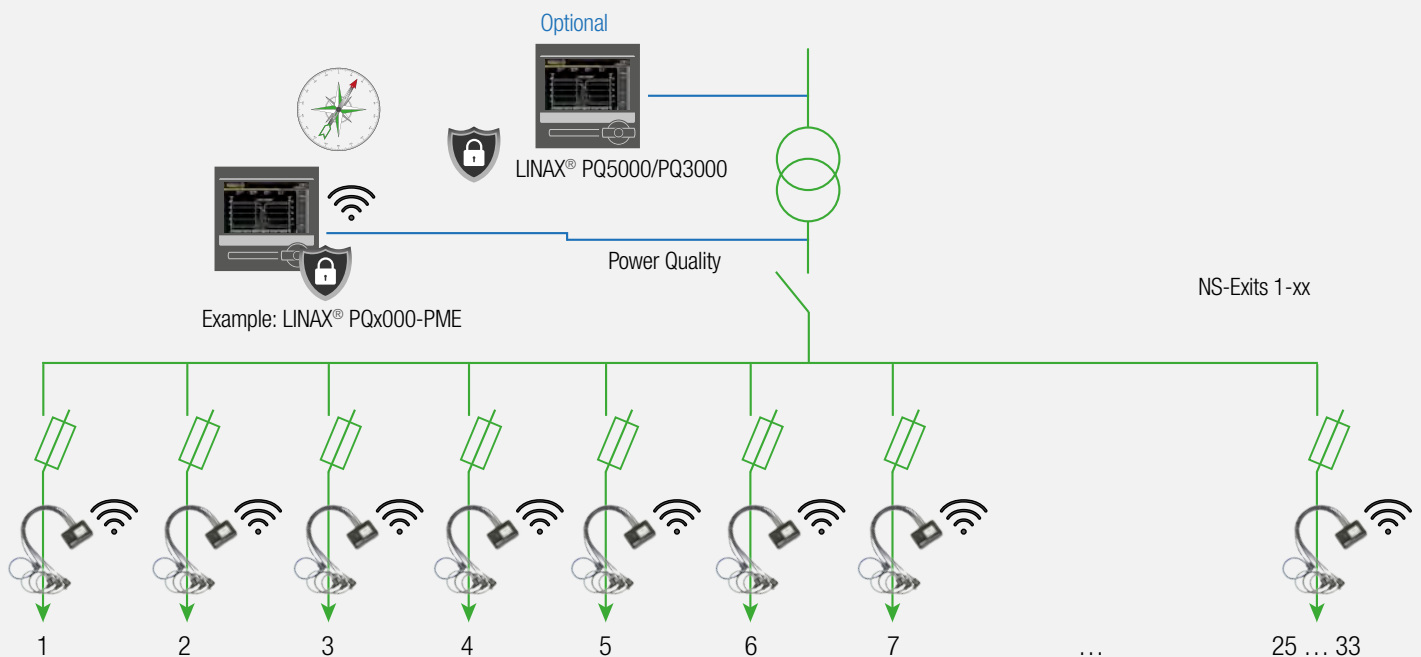 Optional
LINAX® PQ5000/PQ3000
Power Quality
NS-Exits 1-xx
Example: LINAX® PQx000-PME
1 2 3 4 5 6 7 … 25 … 33